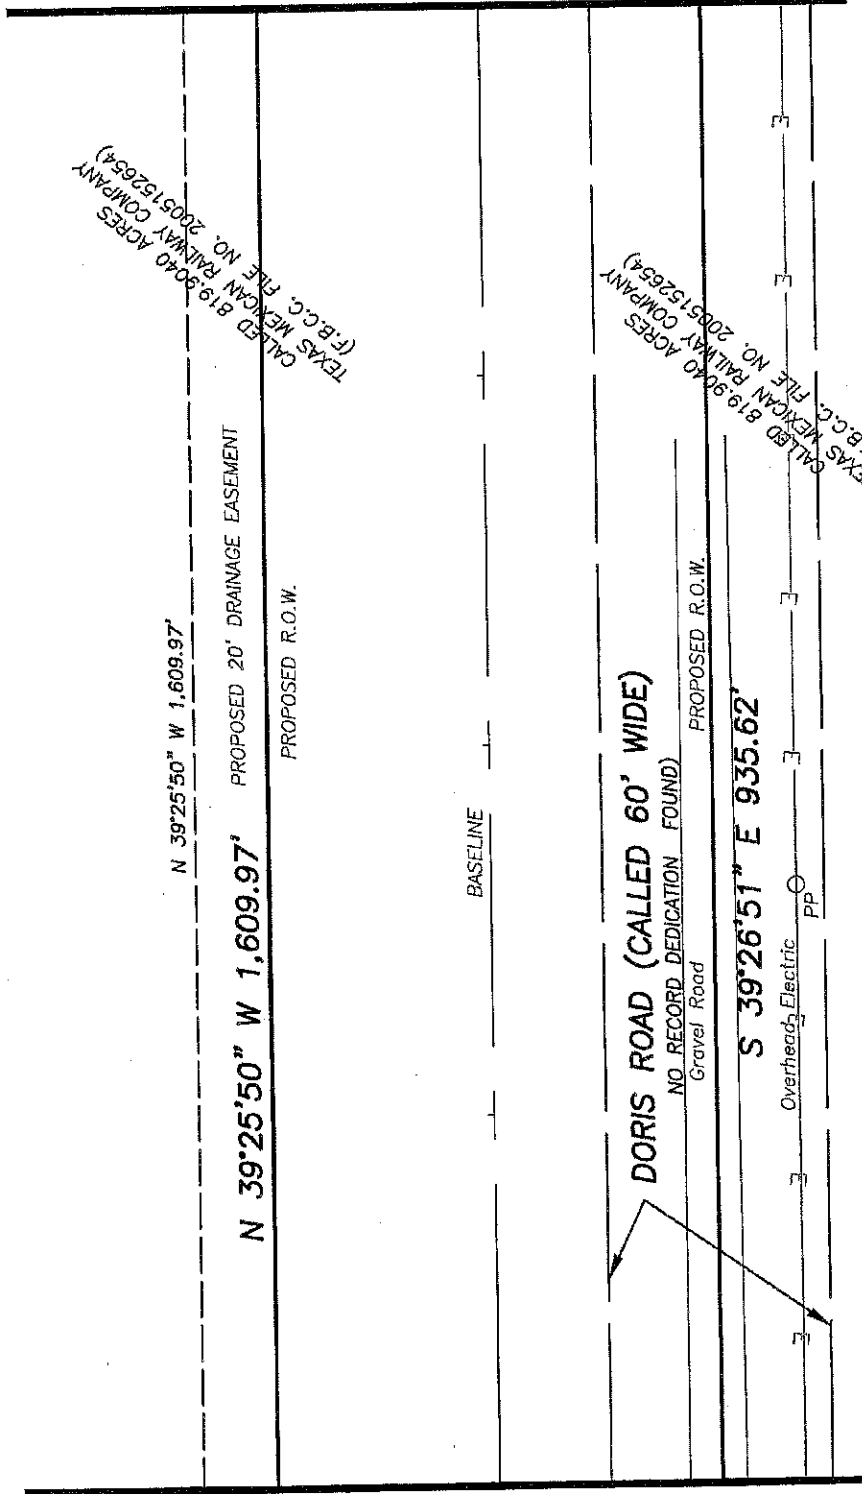 CALLED 819.9040 ACRES
TEXAS MEXICAN RAILWAY COMPANY
(F.B.C.C. FILE NO. 2005152654)
N 39°25'50" W 1,609.97'
PROPOSED 20' DRAINAGE EASEMENT
N 39°25'50" W 1,609.97'
PROPOSED R.O.W.
BASELINE
CALLED 819.9040 ACRES
TEXAS MEXICAN RAILWAY COMPANY
B.C.C. FILE NO. 2005152654)
DORIS ROAD (CALLED 60' WIDE)
NO RECORD DEDICATION FOUND)
Gravel Road
PROPOSED R.O.W.
S 39°26'51" E 935.62'
E
E
E
E
E
E
Overhead Electric
PP